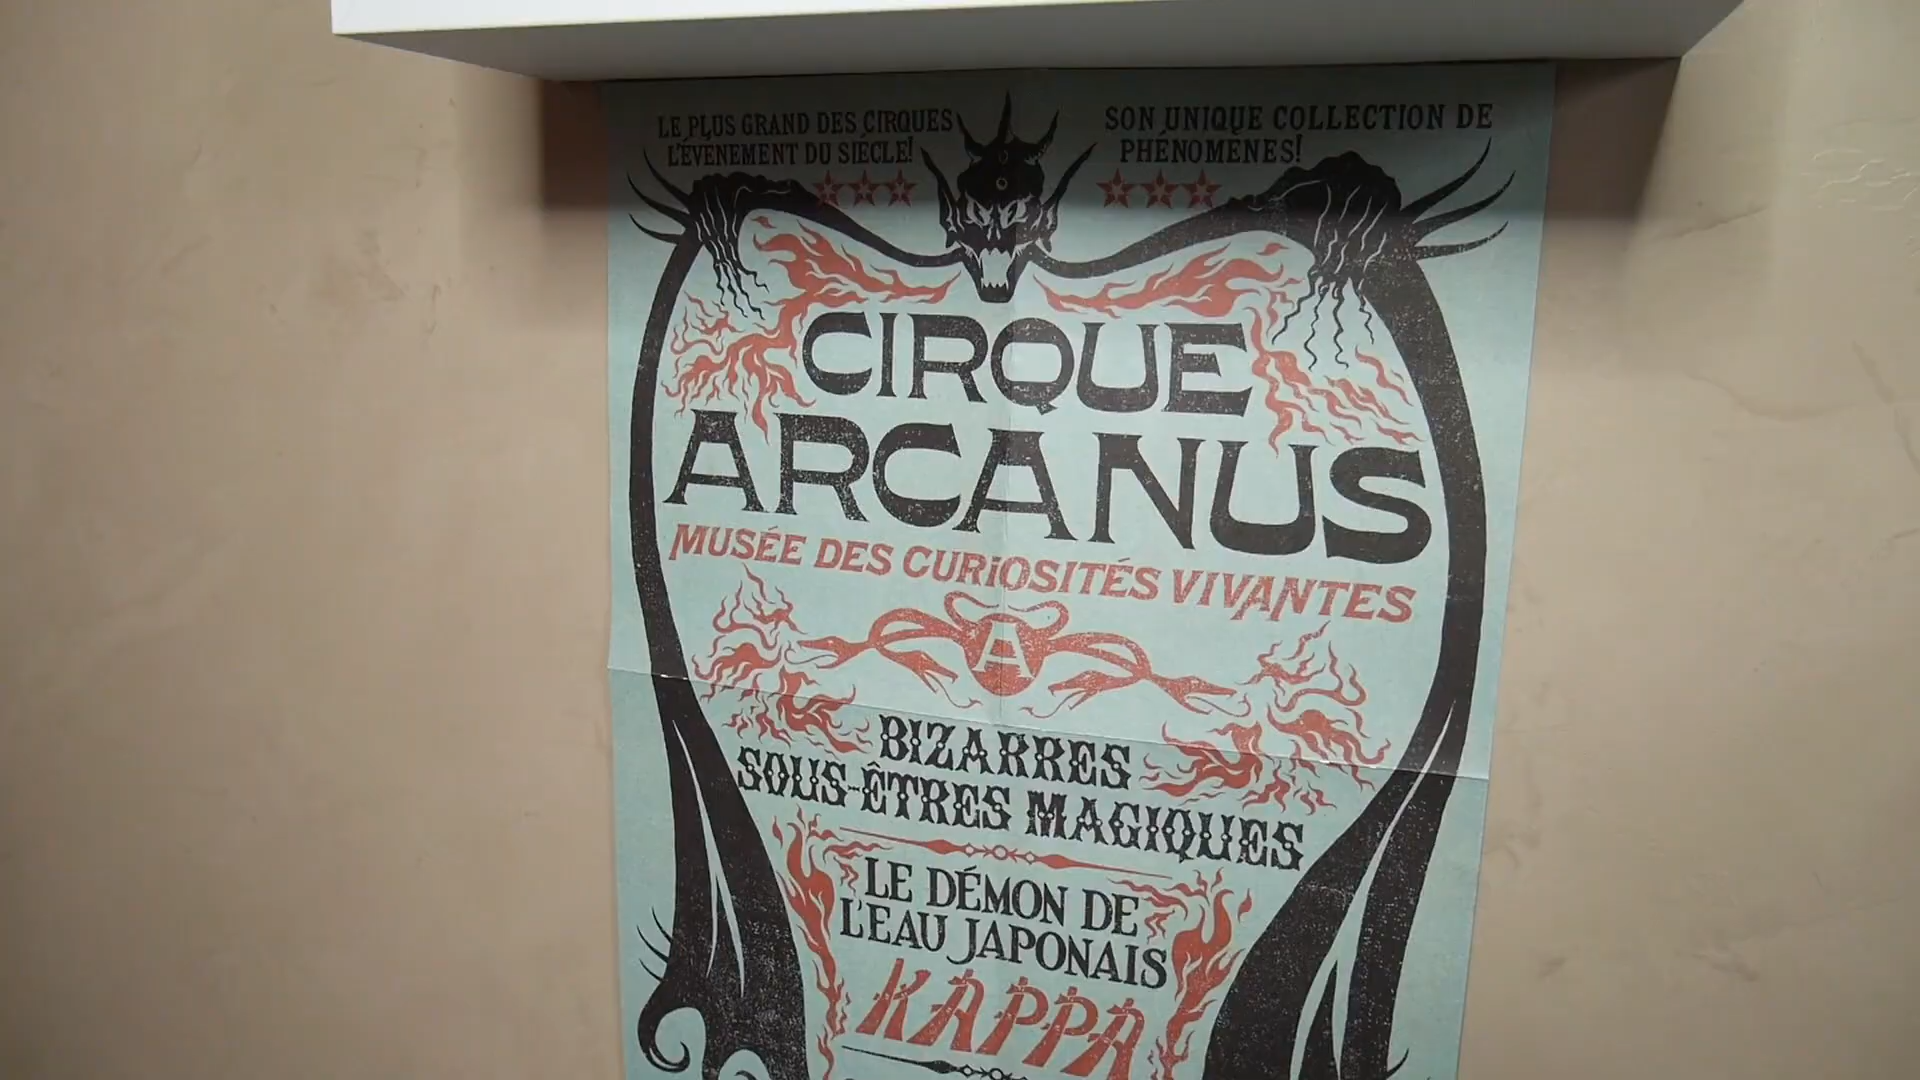 LE PLUS GRAND DES CIRQUES
L'ÉVENEMENT DU SIÉCLE!
SON UNIQUE COLLECTION DE
PHÉNOMENES!
CIRQUE
ARCANUS
MUSÉE DES CURIOSITÉS VIVANTES
A
BIZARRES
SOUS-ÊTRES MAGIQUES
LE DÉMON DE
L'EAU JAPONAIS
KAPPA